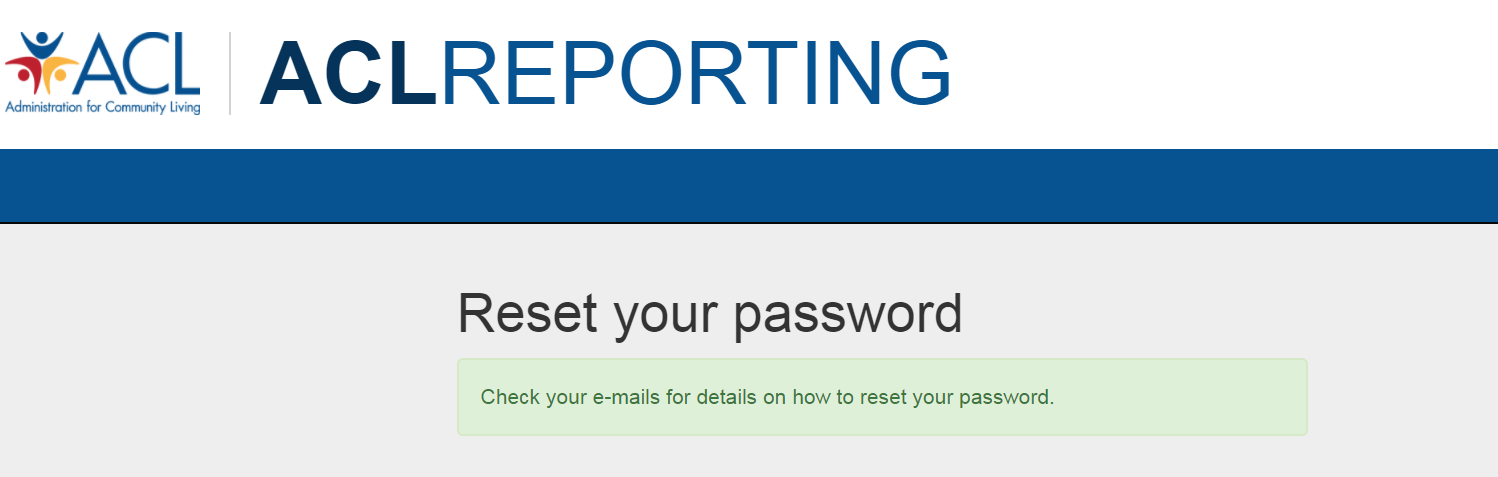 ACL
Administration for Community Living
ACLREPORTING
Reset your password
Check your e-mails for details on how to reset your password.